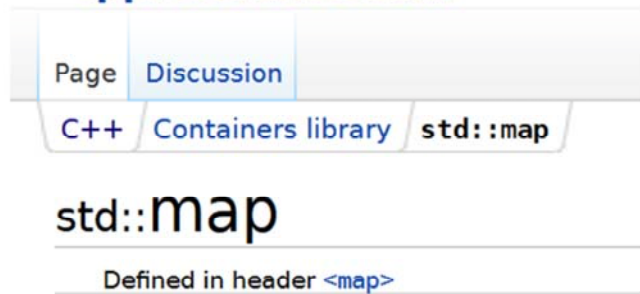 Page Discussion
C++ Containers library std::map
std::map
Defined in header <map>